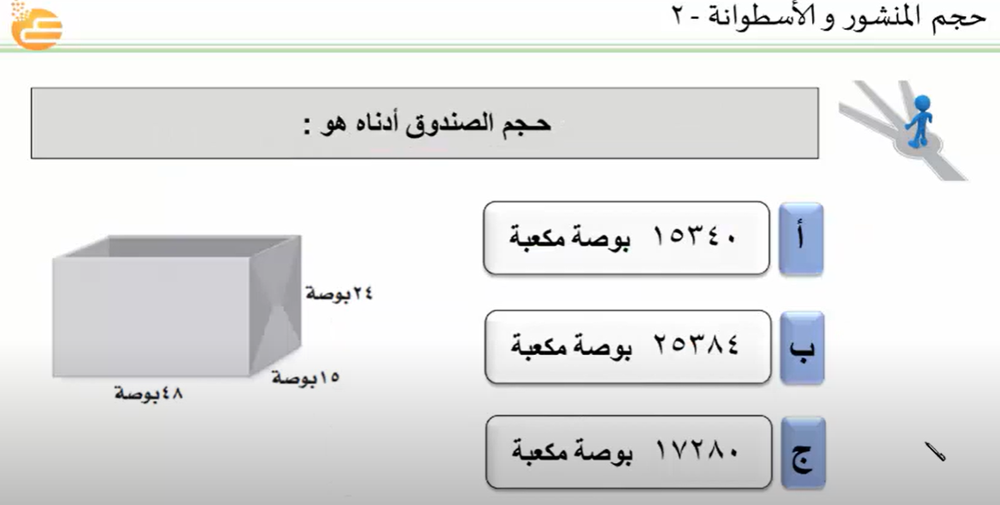 حجم المنشور و الأسطوانة - ٢
حجم الصندوق أدناه هو :
أ
١٥٣٤٠ بوصة مكعبة
ب
٢٥٣٨٤ بوصة مكعبة
ج
١٧٢٨٠ بوصة مكعبة
٢٤بوصة
١٥بوصة
٤٨بوصة